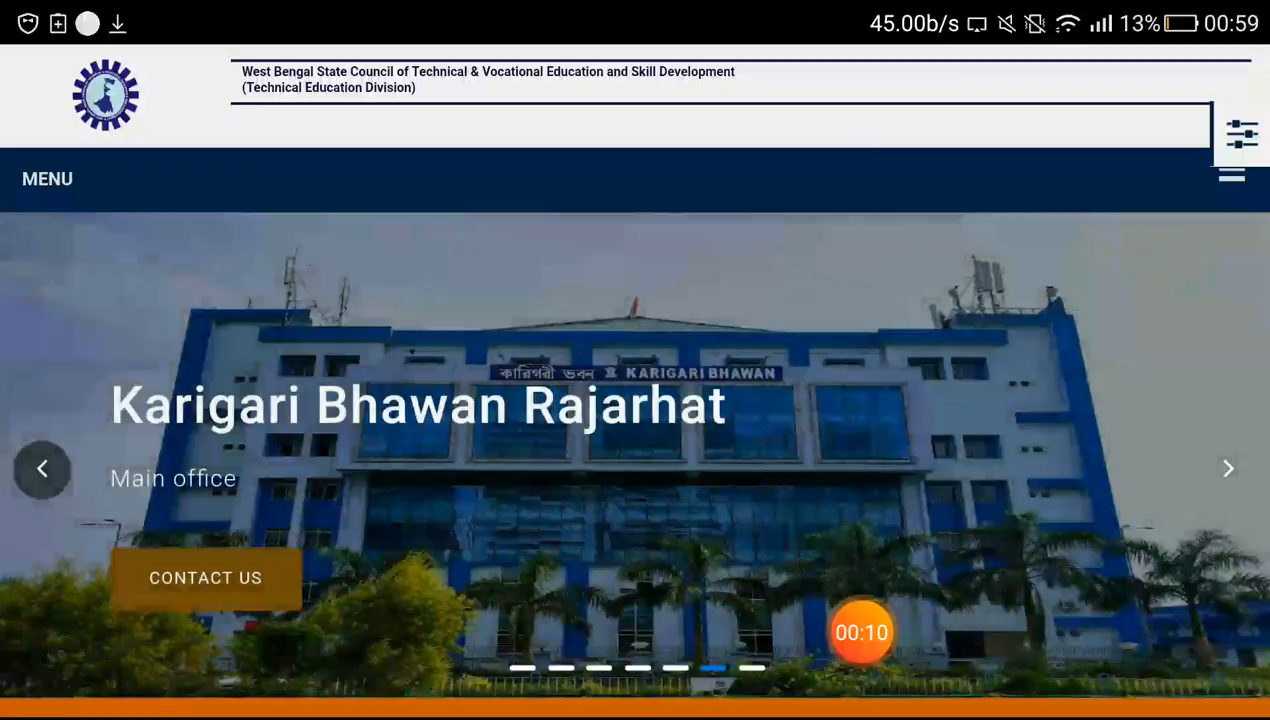 45.00b/s 13% 00:59
West Bengal State Council of Technical & Vocational Education and Skill Development
(Technical Education Division)
MENU
কারিগরী ভবন KARIGARI BHAWAN
Karigari Bhawan Rajarhat
Main office
CONTACT US
00:10